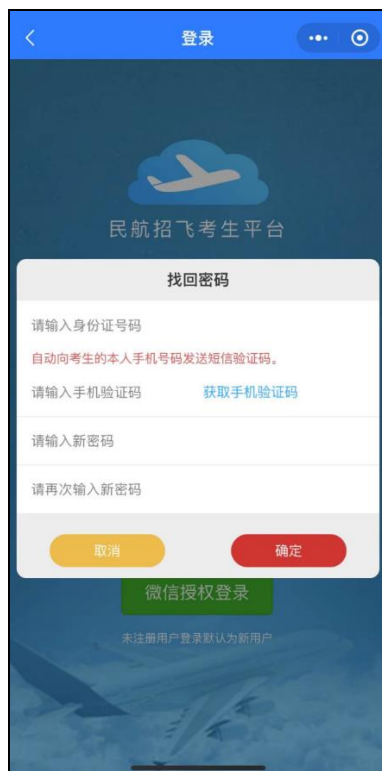 登录
民航招飞考生平台
找回密码
请输入身份证号码
自动向考生的本人手机号码发送短信验证码。
请输入手机验证码 获取手机验证码
请输入新密码
请再次输入新密码
取消 确定
微信授权登录
未注册用户登录默认为新用户